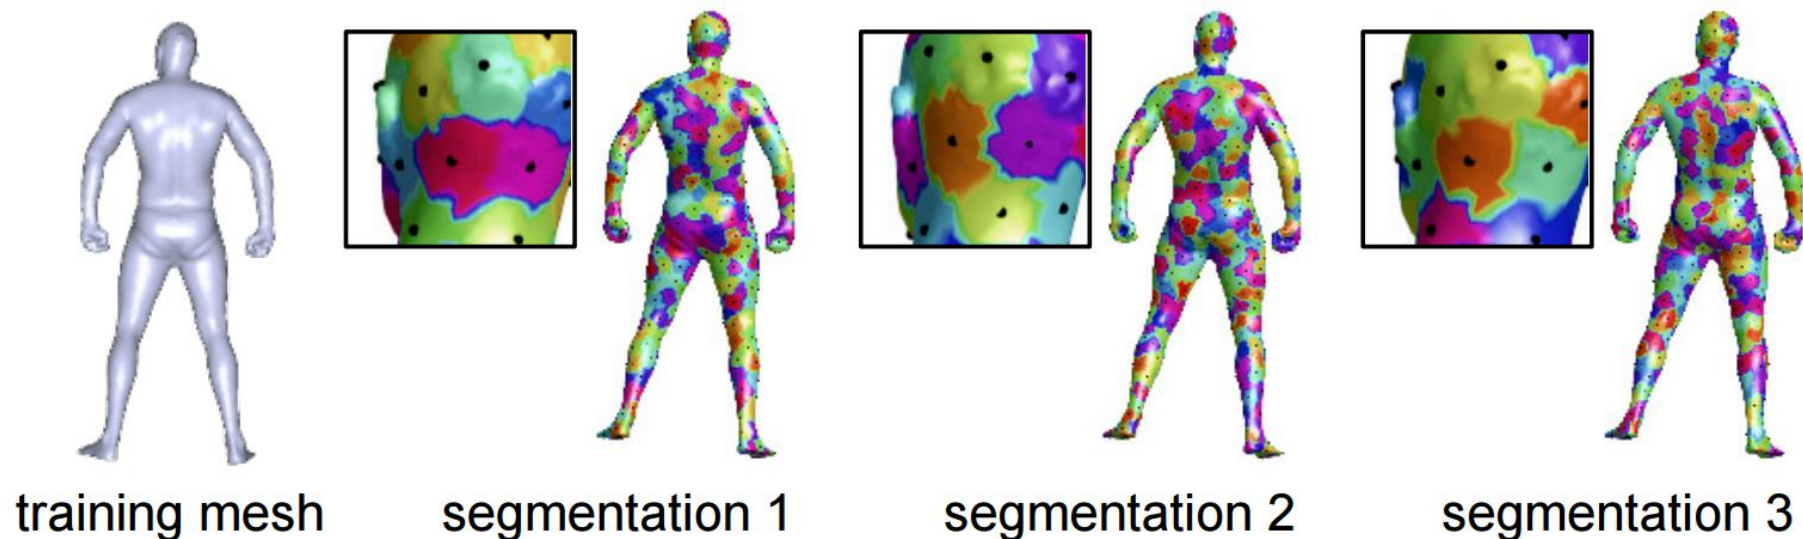 training mesh
segmentation 1
segmentation 2
segmentation 3